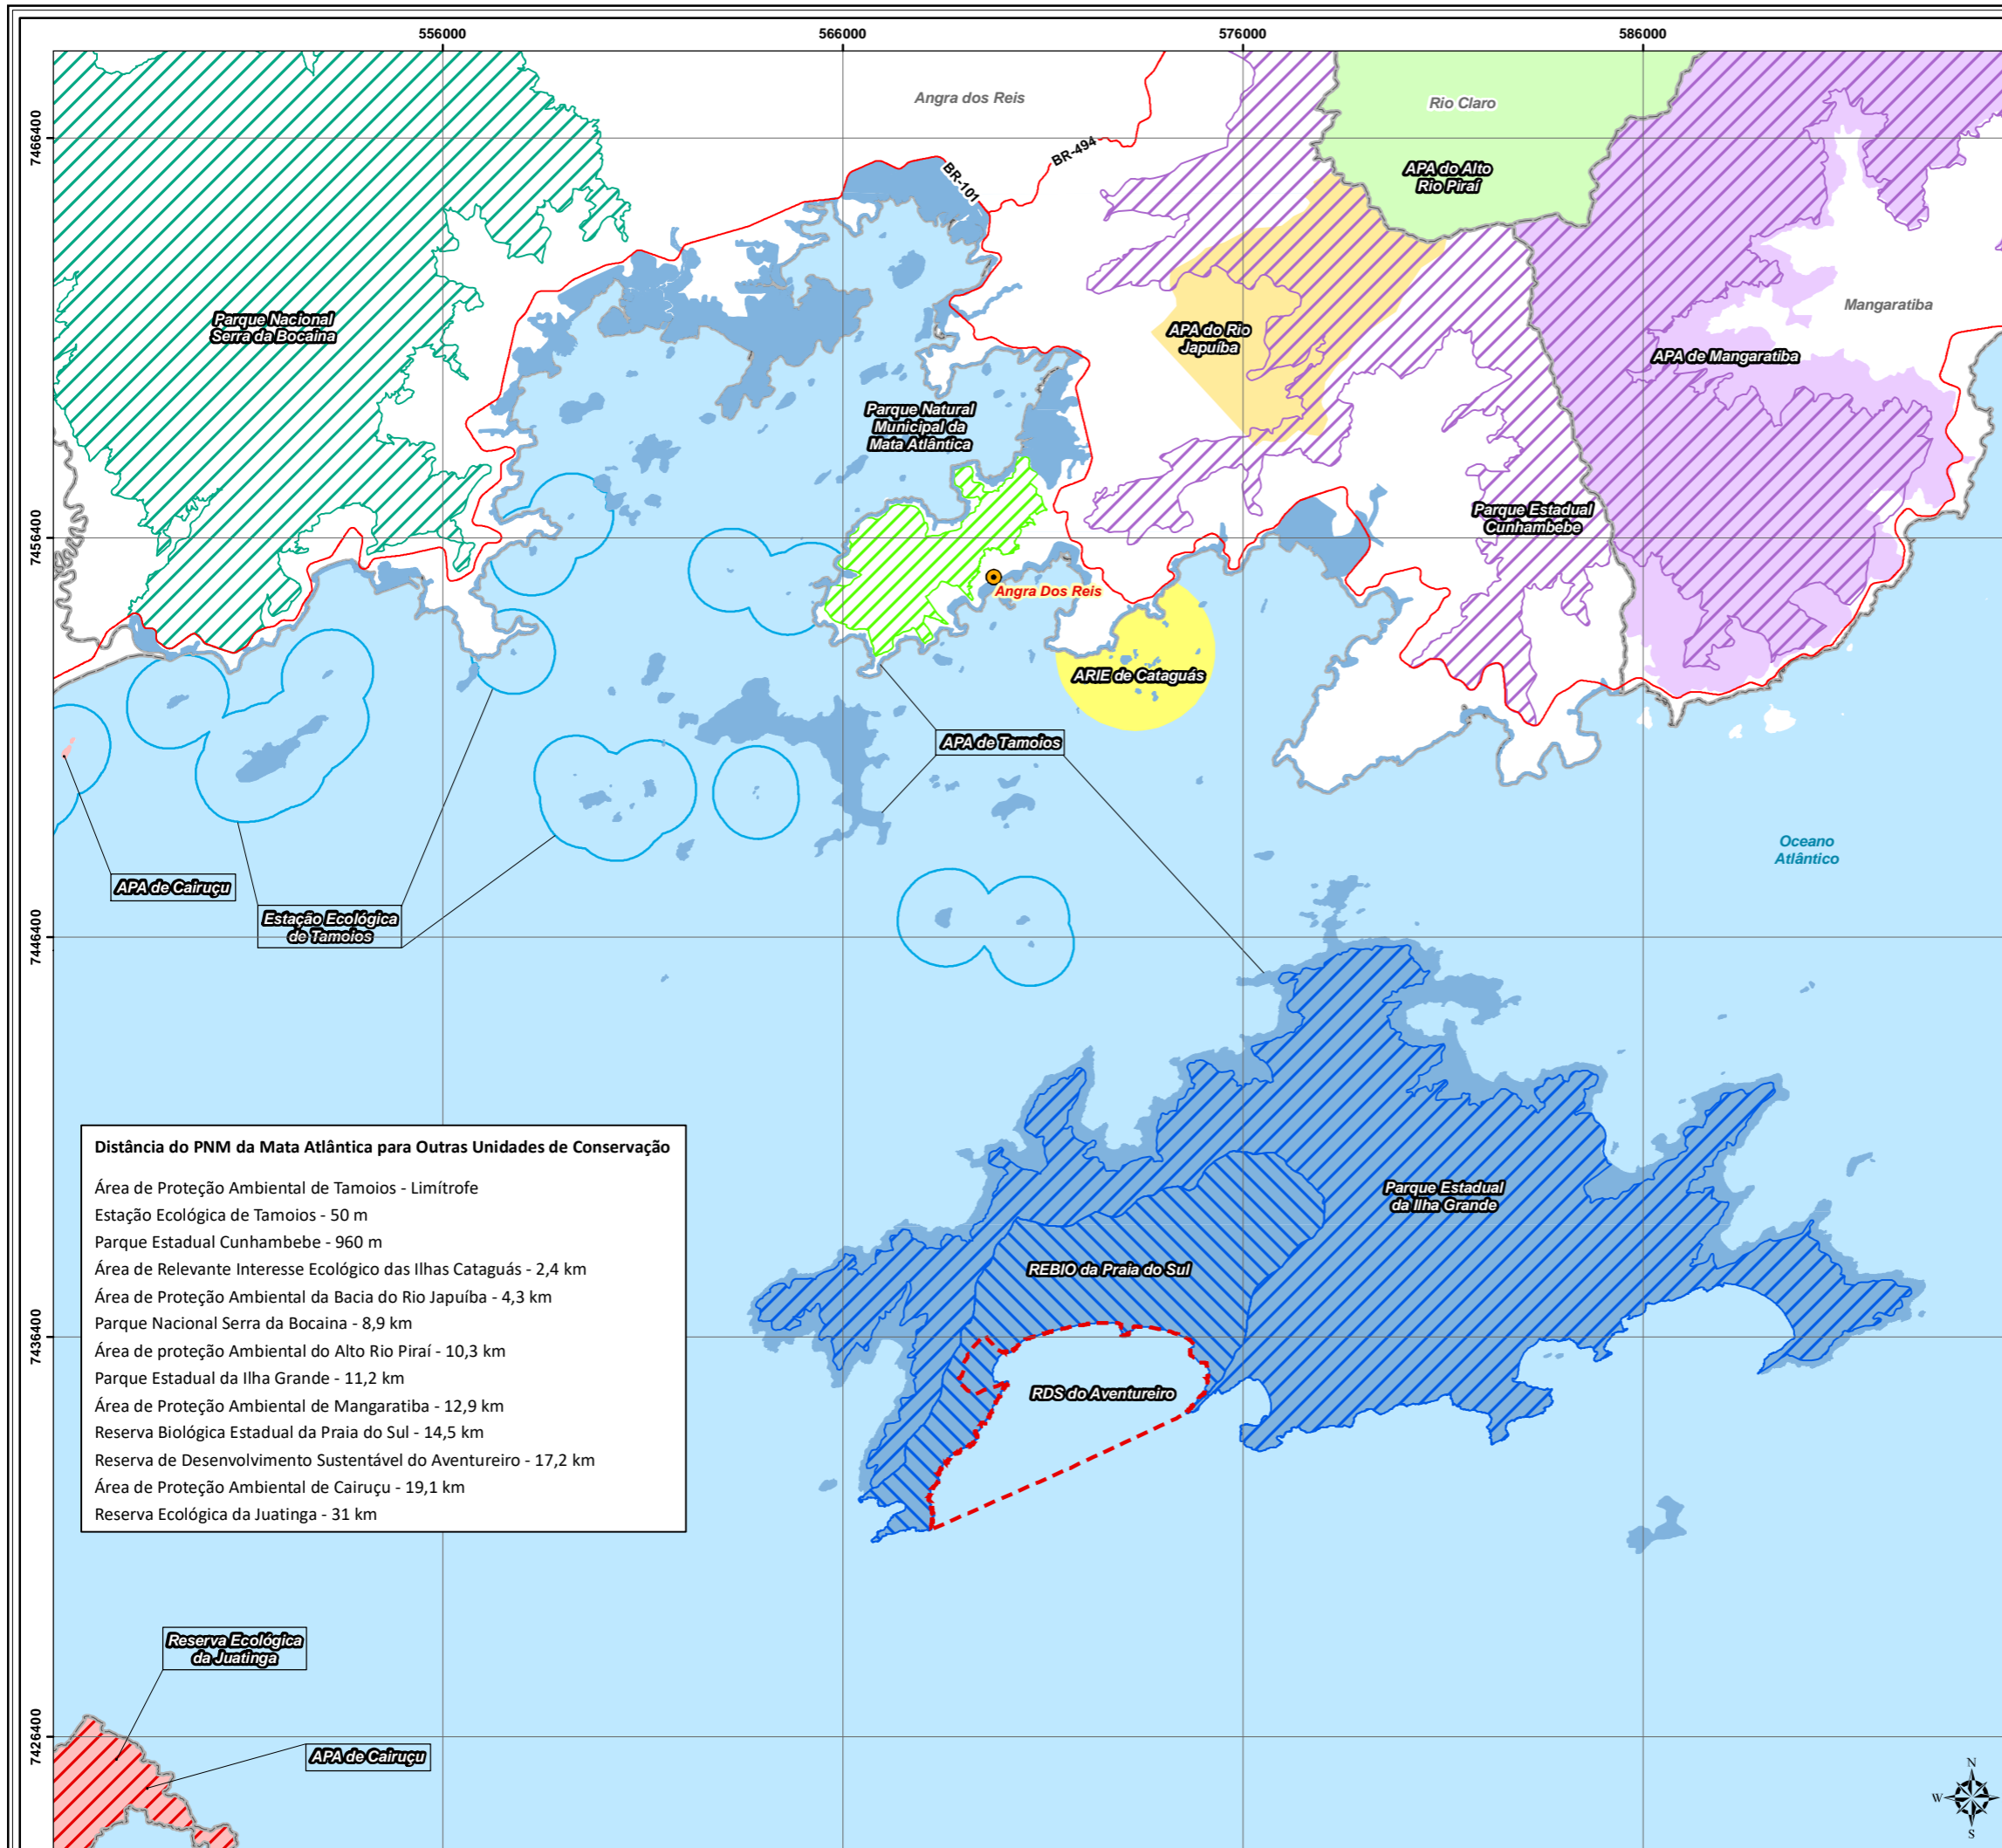 556000
566000
576000
586000
7466400
7456400
7446400
7436400
7426400
Angra dos Reis
Rio Claro
BR-494
BR-101
APA do Alto
Rio Piraí
Mangaratiba
Parque Nacional
Serra da Bocaina
APA do Rio
Japuíba
APA de Mangaratiba
Parque Natural
Municipal da
Mata Atlântica
Parque Estadual
Cunhambebe
Angra Dos Reis
ARIE de Cataguás
APA de Tamoios
Oceano
Atlântico
APA de Cairuçu
Estação Ecológica
de Tamoios
Distância do PNM da Mata Atlântica para Outras Unidades de Conservação
Área de Proteção Ambiental de Tamoios - Limítrofe
Estação Ecológica de Tamoios - 50 m
Parque Estadual Cunhambebe - 960 m
Área de Relevante Interesse Ecológico das Ilhas Cataguás - 2,4 km
Área de Proteção Ambiental da Bacia do Rio Japuíba - 4,3 km
Parque Nacional Serra da Bocaina - 8,9 km
Área de proteção Ambiental do Alto Rio Piraí - 10,3 km
Parque Estadual da Ilha Grande - 11,2 km
Área de Proteção Ambiental de Mangaratiba - 12,9 km
Reserva Biológica Estadual da Praia do Sul - 14,5 km
Reserva de Desenvolvimento Sustentável do Aventureiro - 17,2 km
Área de Proteção Ambiental de Cairuçu - 19,1 km
Reserva Ecológica da Juatinga - 31 km
Parque Estadual
da Ilha Grande
REBIO da Praia do Sul
RDS do Aventureiro
Reserva Ecológica
da Juatinga
APA de Cairuçu
N
W
S